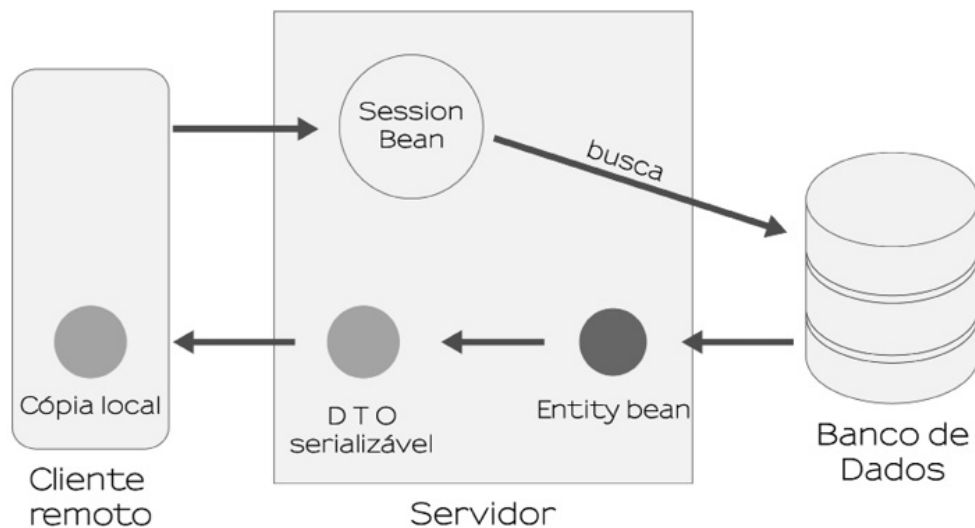 Session
Bean
busca
Cópia local
D T O
serializável
Entity bean
Banco de
Dados
Cliente
remoto
Servidor